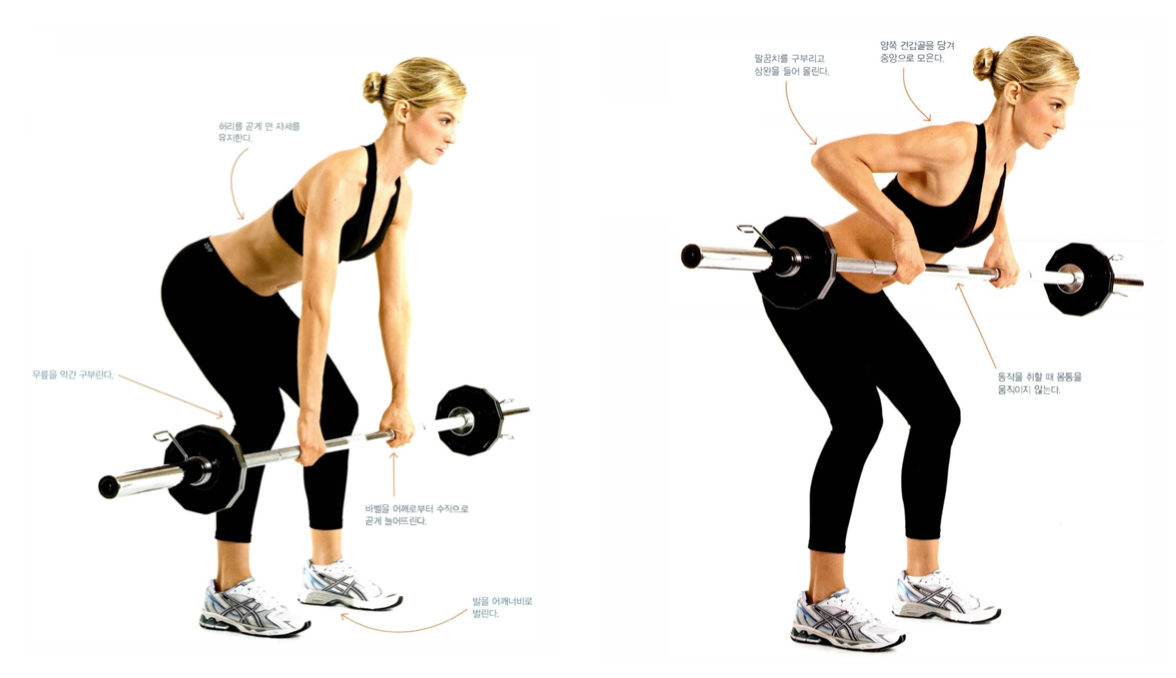 허리를 곧게 편 자세를
유지한다.
무릎을 약간 구부린다.
바벨을 어깨로부터 수직으로
곧게 늘어뜨린다.
발을 어깨너비로
벌린다.
팔꿈치를 구부리고
상완을 들어 올린다.
양쪽 견갑골을 당겨
중앙으로 모은다.
동작을 취할 때 몸통을
움직이지 않는다.